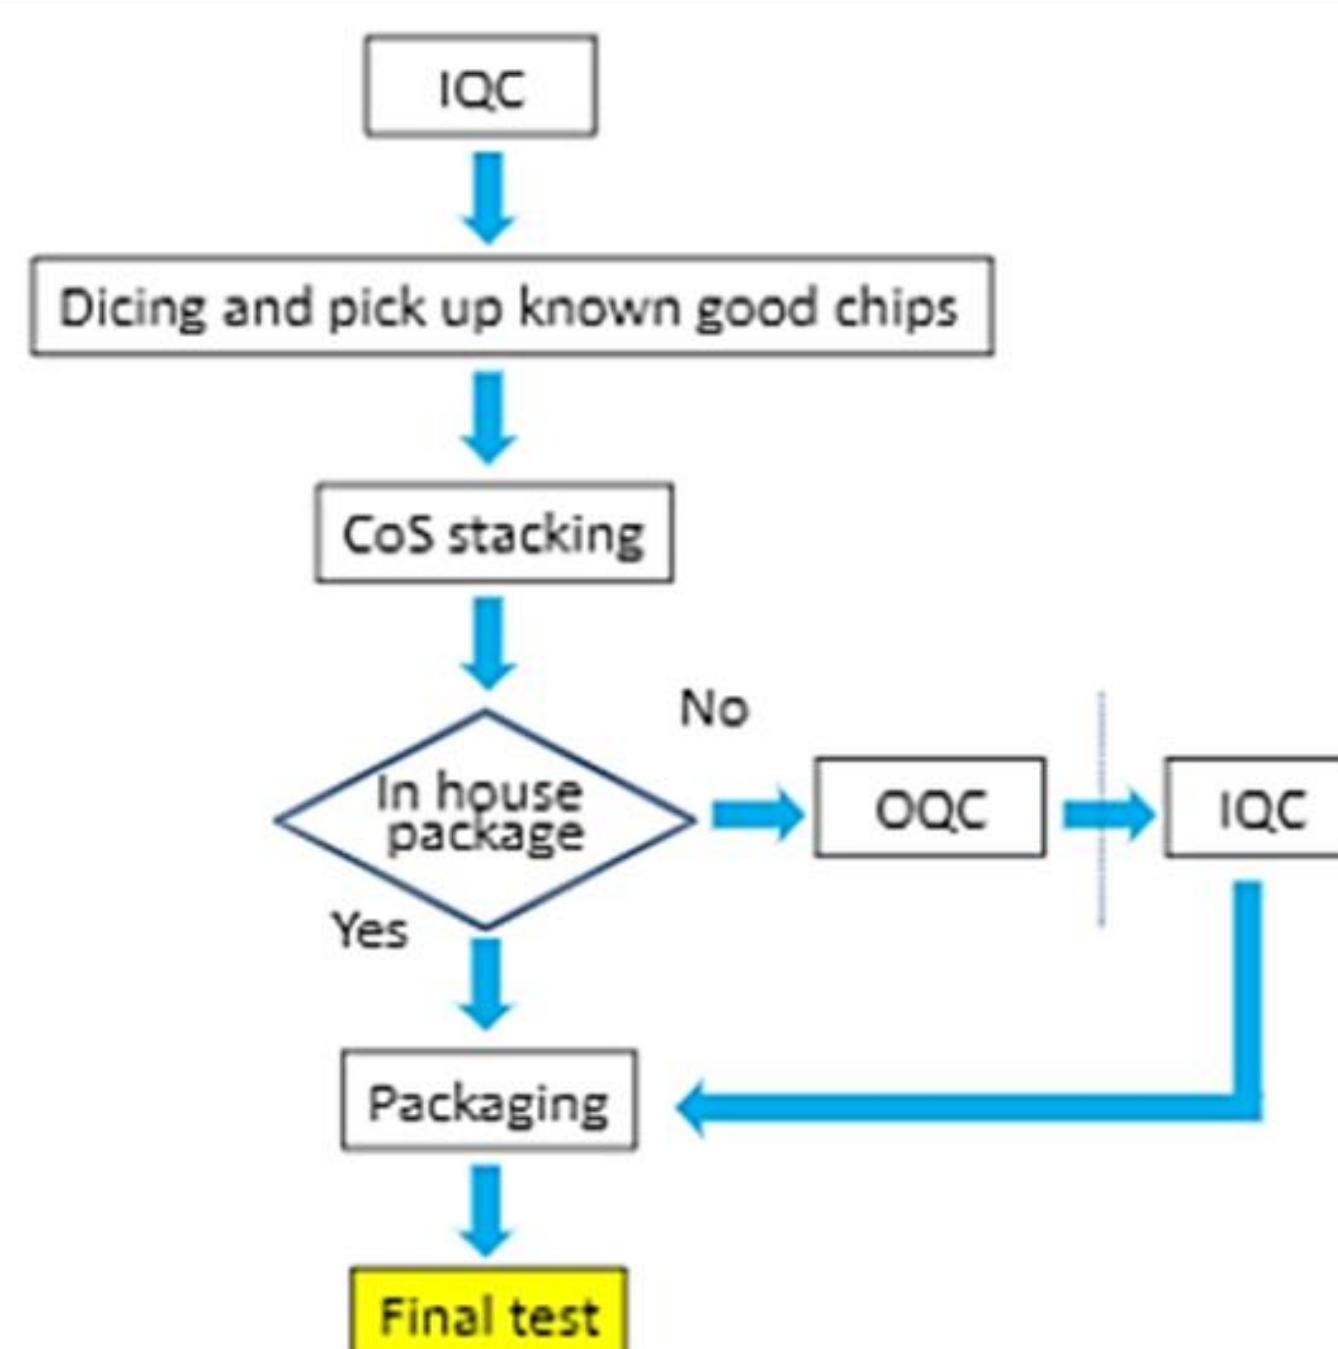 IQC
Dicing and pick up known good chips
CoS stacking
No
In house
package
OQC
IQC
Yes
Packaging
Final test